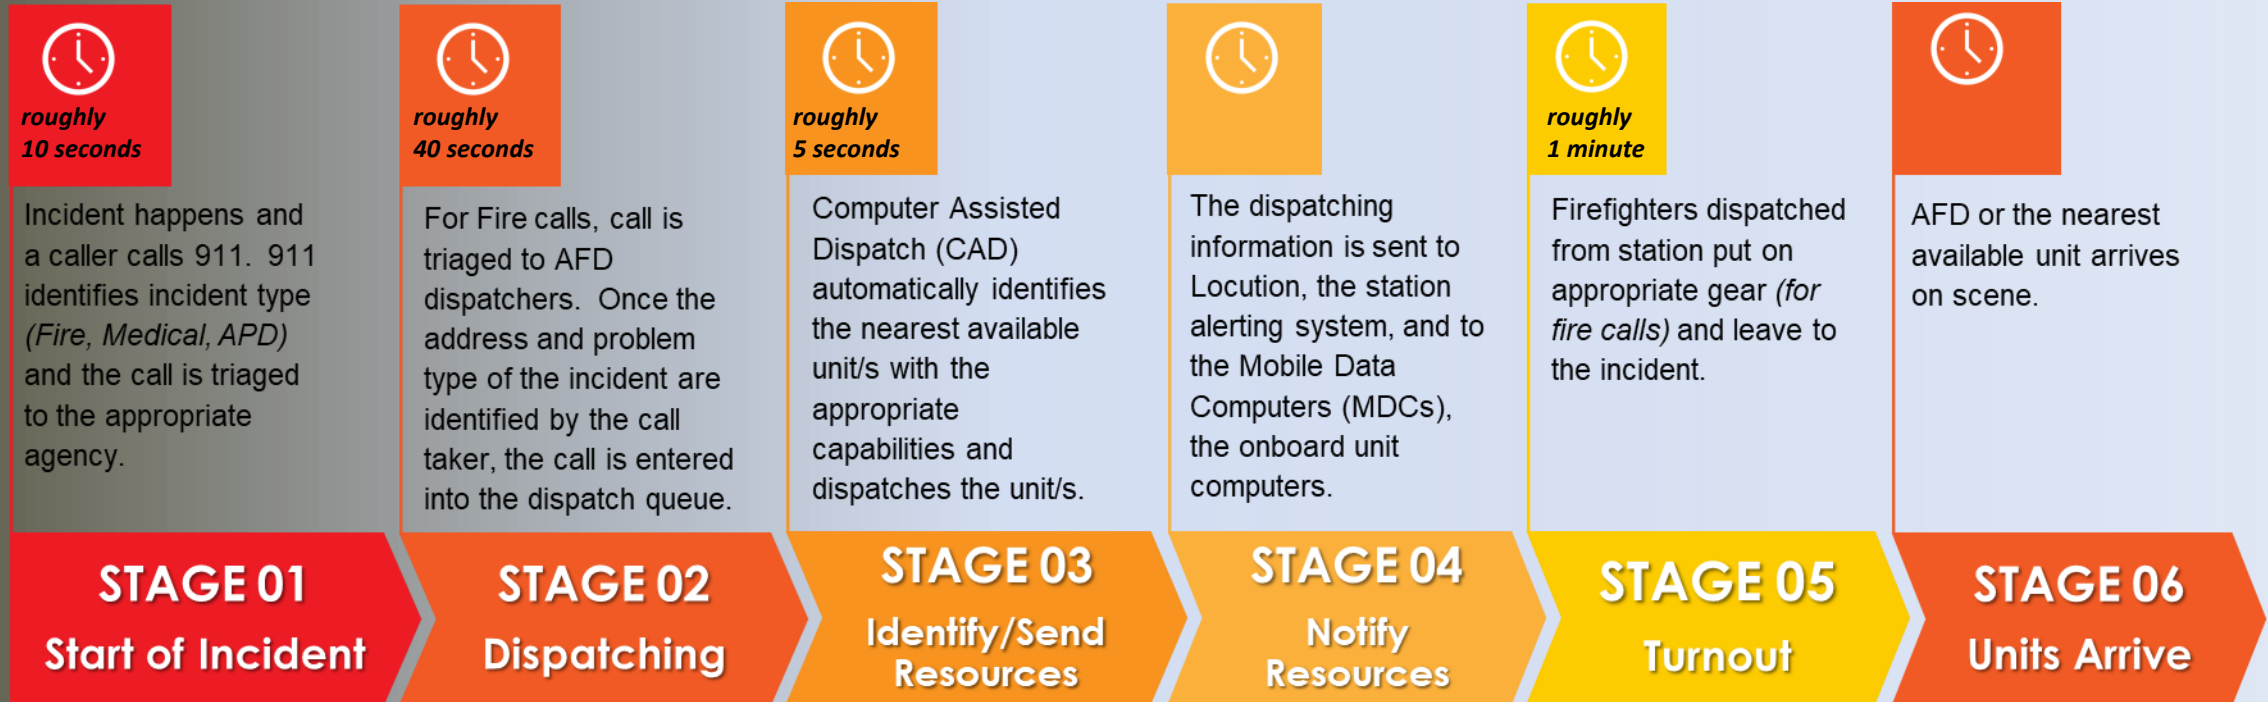 roughly
10 seconds
Incident happens and
a caller calls 911.  911
identifies incident type
(Fire, Medical, APD)
and the call is triaged
to the appropriate
agency.
STAGE 01
Start of Incident
roughly
40 seconds
For Fire calls, call is
triaged to AFD
dispatchers.  Once the
address and problem
type of the incident are
identified by the call
taker, the call is entered
into the dispatch queue.
STAGE 02
Dispatching
roughly
5 seconds
Computer Assisted
Dispatch (CAD)
automatically identifies
the nearest available
unit/s with the
appropriate
capabilities and
dispatches the unit/s.
STAGE 03
Identify/Send
Resources
The dispatching
information is sent to
Locution, the station
alerting system, and to
the Mobile Data
Computers (MDCs),
the onboard unit
computers.
STAGE 04
Notify
Resources
roughly
1 minute
Firefighters dispatched
from station put on
appropriate gear (for
fire calls) and leave to
the incident.
STAGE 05
Turnout
AFD or the nearest
available unit arrives
on scene.
STAGE 06
Units Arrive